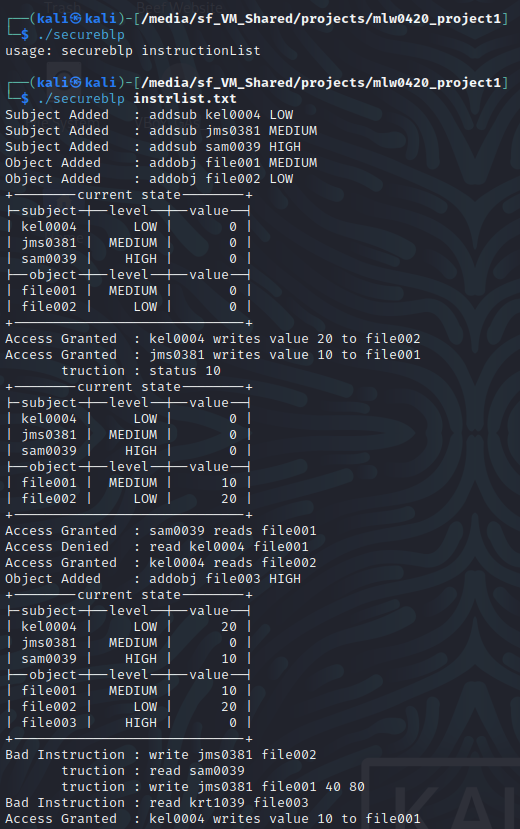 ┌──(kali㉿kali)-[/media/sf_VM_Shared/projects/mlw0420_project1]
└─$ ./secureblp
usage: secureblp instructionList
┌──(kali㉿kali)-[/media/sf_VM_Shared/projects/mlw0420_project1]
└─$ ./secureblp instrlist.txt
Subject Added   : addsub kel0004 LOW
Subject Added   : addsub jms0381 MEDIUM
Subject Added   : addsub sam0039 HIGH
Object Added    : addobj file001 MEDIUM
Object Added    : addobj file002 LOW
+--------current state--------+
├─subject─┼──level──┼──value──┤
| kel0004 |     LOW |       0 |
| jms0381 |  MEDIUM |       0 |
| sam0039 |    HIGH |       0 |
├──object─┼──level──┼──value──┤
| file001 |  MEDIUM |       0 |
| file002 |     LOW |       0 |
+-----------------------------+
Access Granted  : kel0004 writes value 20 to file002
Access Granted  : jms0381 writes value 10 to file001
       truction : status 10
+--------current state--------+
├─subject─┼──level──┼──value──┤
| kel0004 |     LOW |       0 |
| jms0381 |  MEDIUM |       0 |
| sam0039 |    HIGH |       0 |
├──object─┼──level──┼──value──┤
| file001 |  MEDIUM |      10 |
| file002 |     LOW |      20 |
+-----------------------------+
Access Granted  : sam0039 reads file001
Access Denied   : read kel0004 file001
Access Granted  : kel0004 reads file002
Object Added    : addobj file003 HIGH
+--------current state--------+
├─subject─┼──level──┼──value──┤
| kel0004 |     LOW |      20 |
| jms0381 |  MEDIUM |       0 |
| sam0039 |    HIGH |      10 |
├──object─┼──level──┼──value──┤
| file001 |  MEDIUM |      10 |
| file002 |     LOW |      20 |
| file003 |    HIGH |       0 |
+-----------------------------+
Bad Instruction : write jms0381 file002
       truction : read sam0039
       truction : write jms0381 file001 40 80
Bad Instruction : read krt1039 file003
Access Granted  : kel0004 writes value 10 to file001